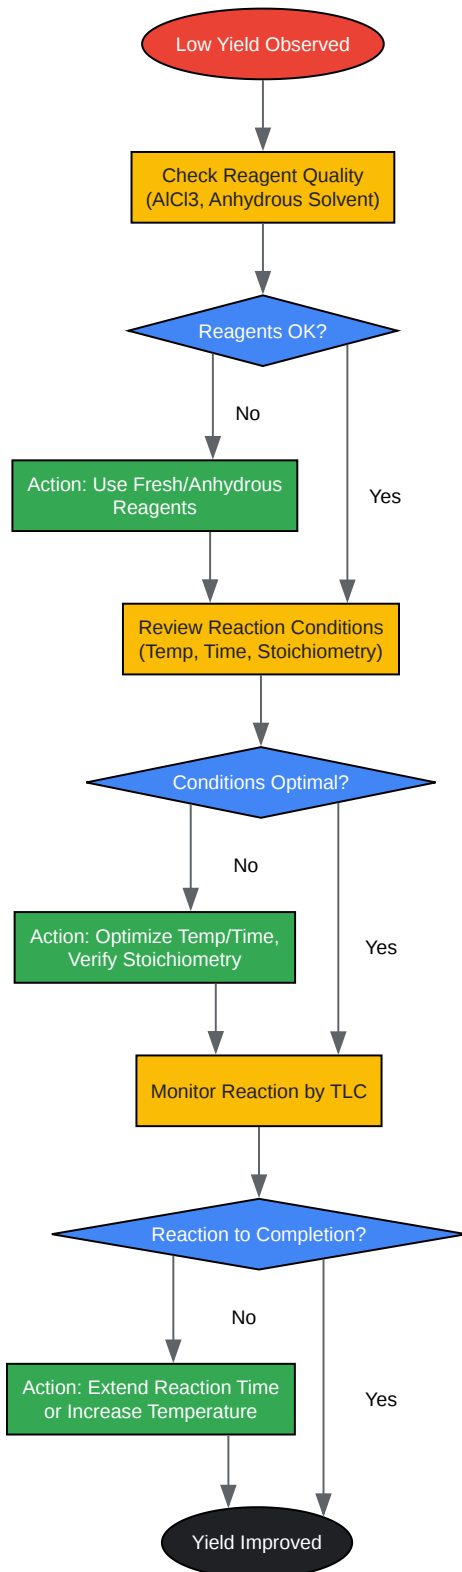 Low Yield Observed
Check Reagent Quality
(AlCl3, Anhydrous Solvent)
Reagents OK?
No
Action: Use Fresh/Anhydrous
Reagents
Yes
Review Reaction Conditions
(Temp, Time, Stoichiometry)
Conditions Optimal?
No
Action: Optimize Temp/Time,
Verify Stoichiometry
Yes
Monitor Reaction by TLC
Reaction to Completion?
No
Action: Extend Reaction Time
or Increase Temperature
Yes
Yield Improved